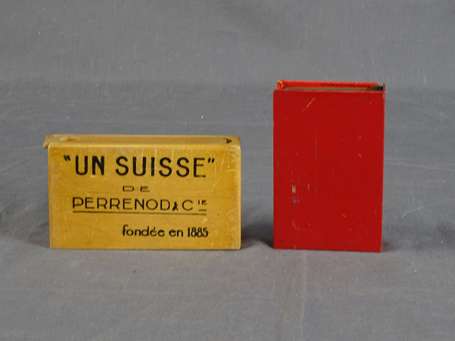 "UN SUISSE"
DE
PERRENOD & Cie
fondée en 1885